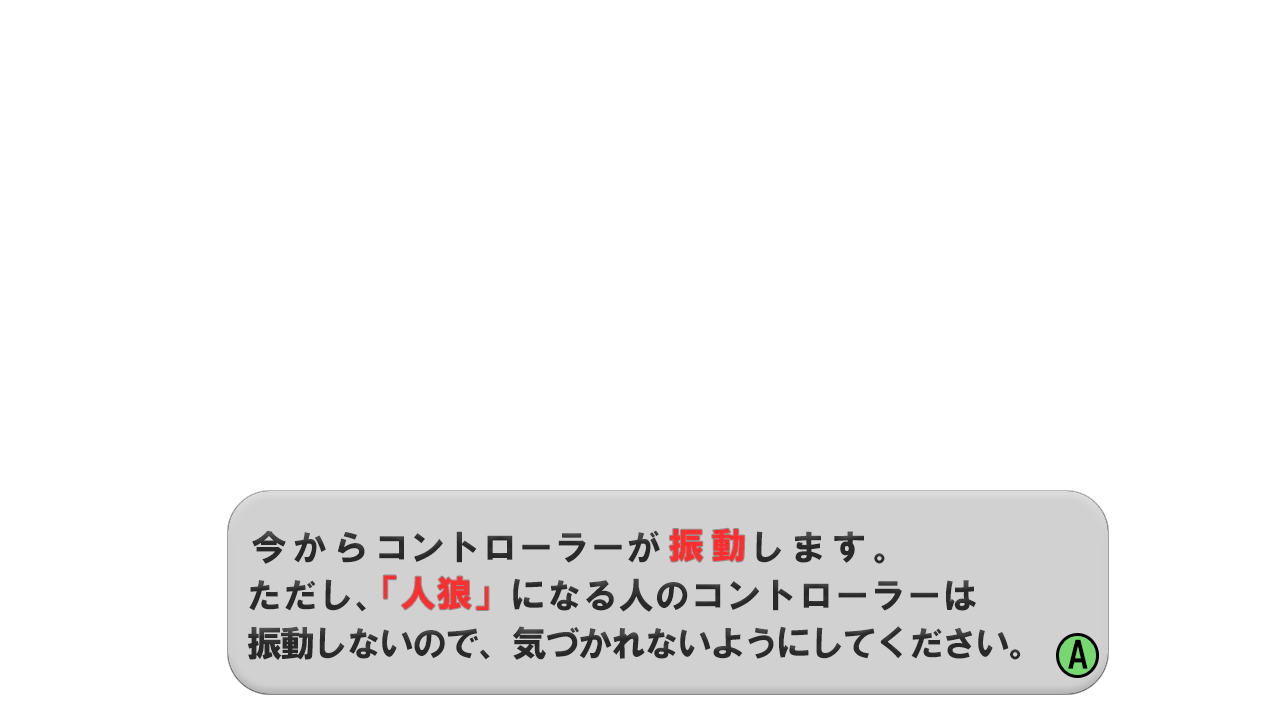 今からコントローラーが振動します。
ただし、「人狼」になる人のコントローラーは
振動しないので、気づかれないようにしてください。
A